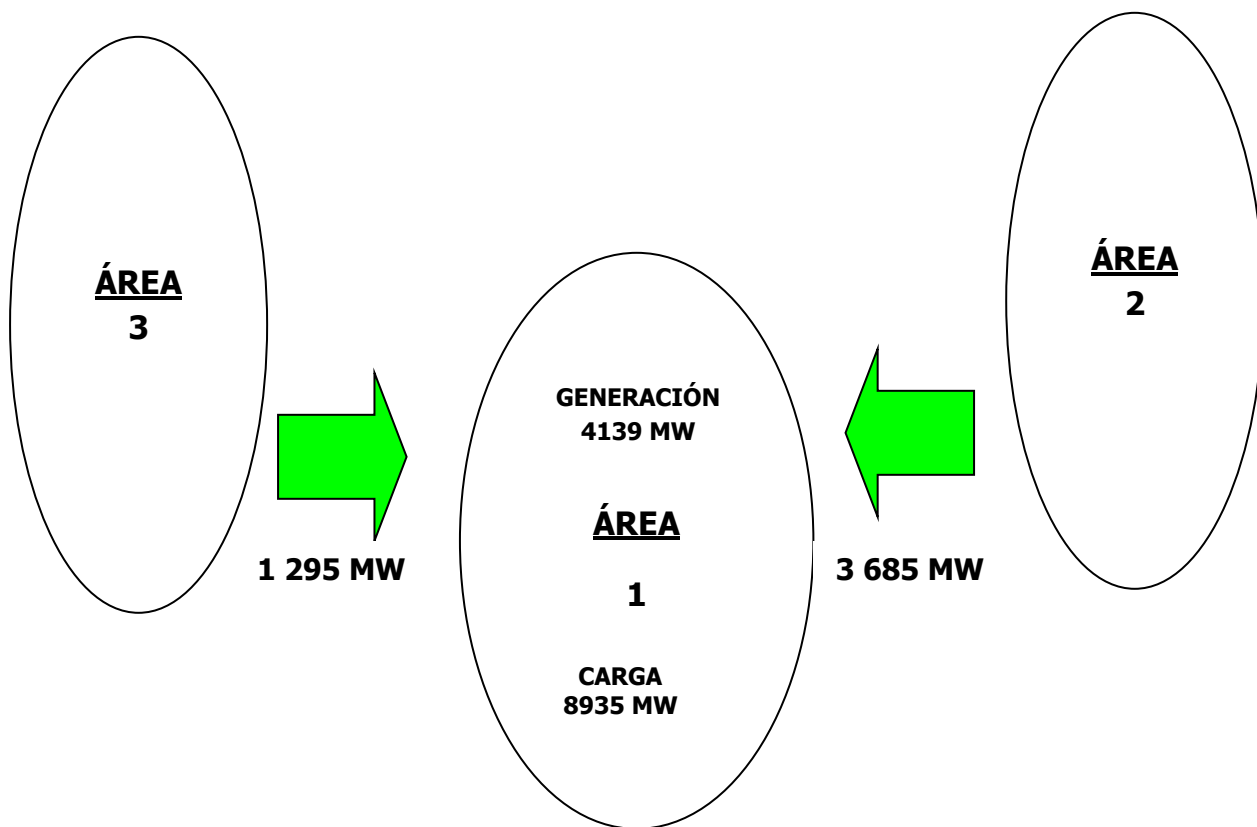 ÁREA
3
ÁREA
2
GENERACIÓN
4139 MW
ÁREA
1
1 295 MW
3 685 MW
CARGA
8935 MW